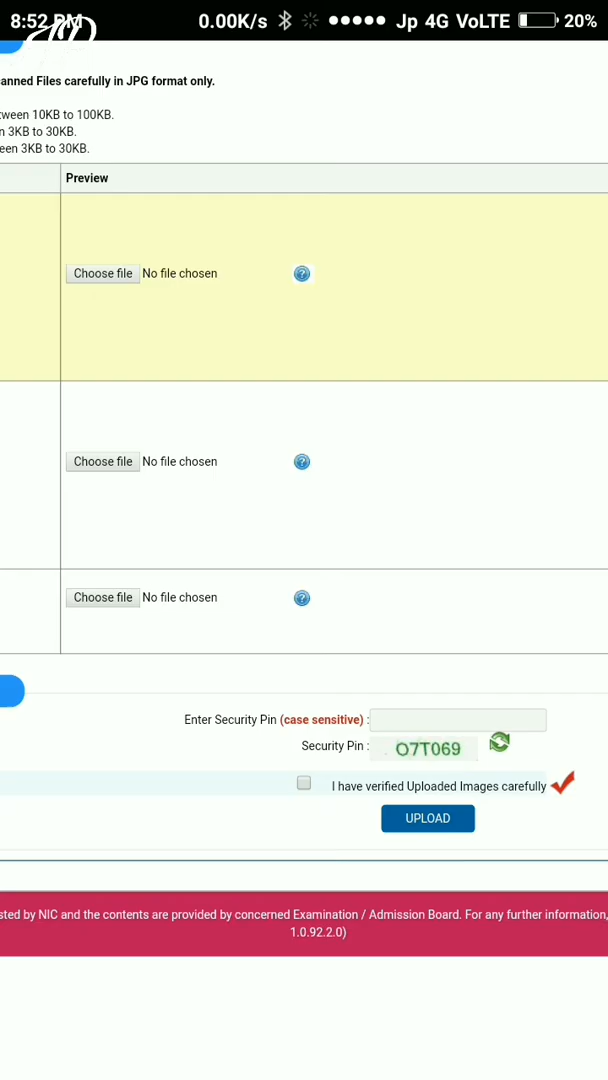 8:52 PM 0.00K/s Jp 4G VoLTE 20%
anned Files carefully in JPG format only.
tween 10KB to 100KB.
n 3KB to 30KB.
een 3KB to 30KB.
Preview
Choose file No file chosen ?
Choose file No file chosen ?
Choose file No file chosen ?
Enter Security Pin (case sensitive) :
Security Pin : O7T069
I have verified Uploaded Images carefully
UPLOAD
sted by NIC and the contents are provided by concerned Examination / Admission Board. For any further information,
1.0.92.2.0)